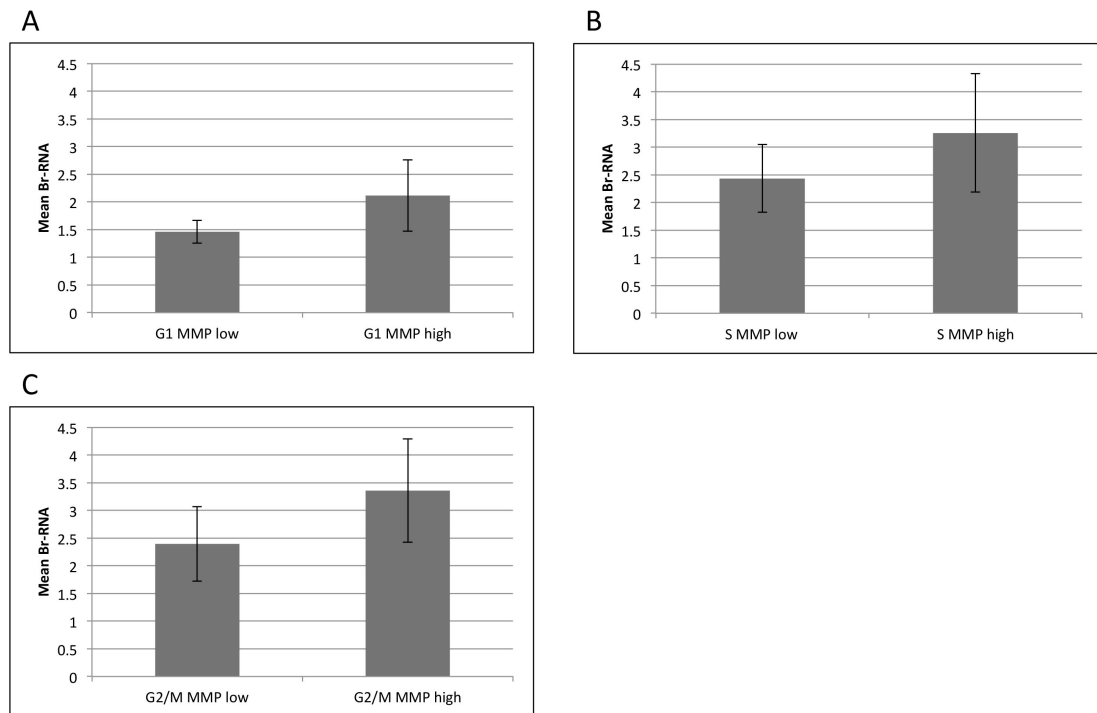 A
4.5
4
3.5
3
2.5
2
1.5
1
0.5
0
Mean Br-RNA
G1 MMP low
G1 MMP high
B
4.5
4
3.5
3
2.5
2
1.5
1
0.5
0
Mean Br-RNA
S MMP low
S MMP high
C
4.5
4
3.5
3
2.5
2
1.5
1
0.5
0
Mean Br-RNA
G2/M MMP low
G2/M MMP high